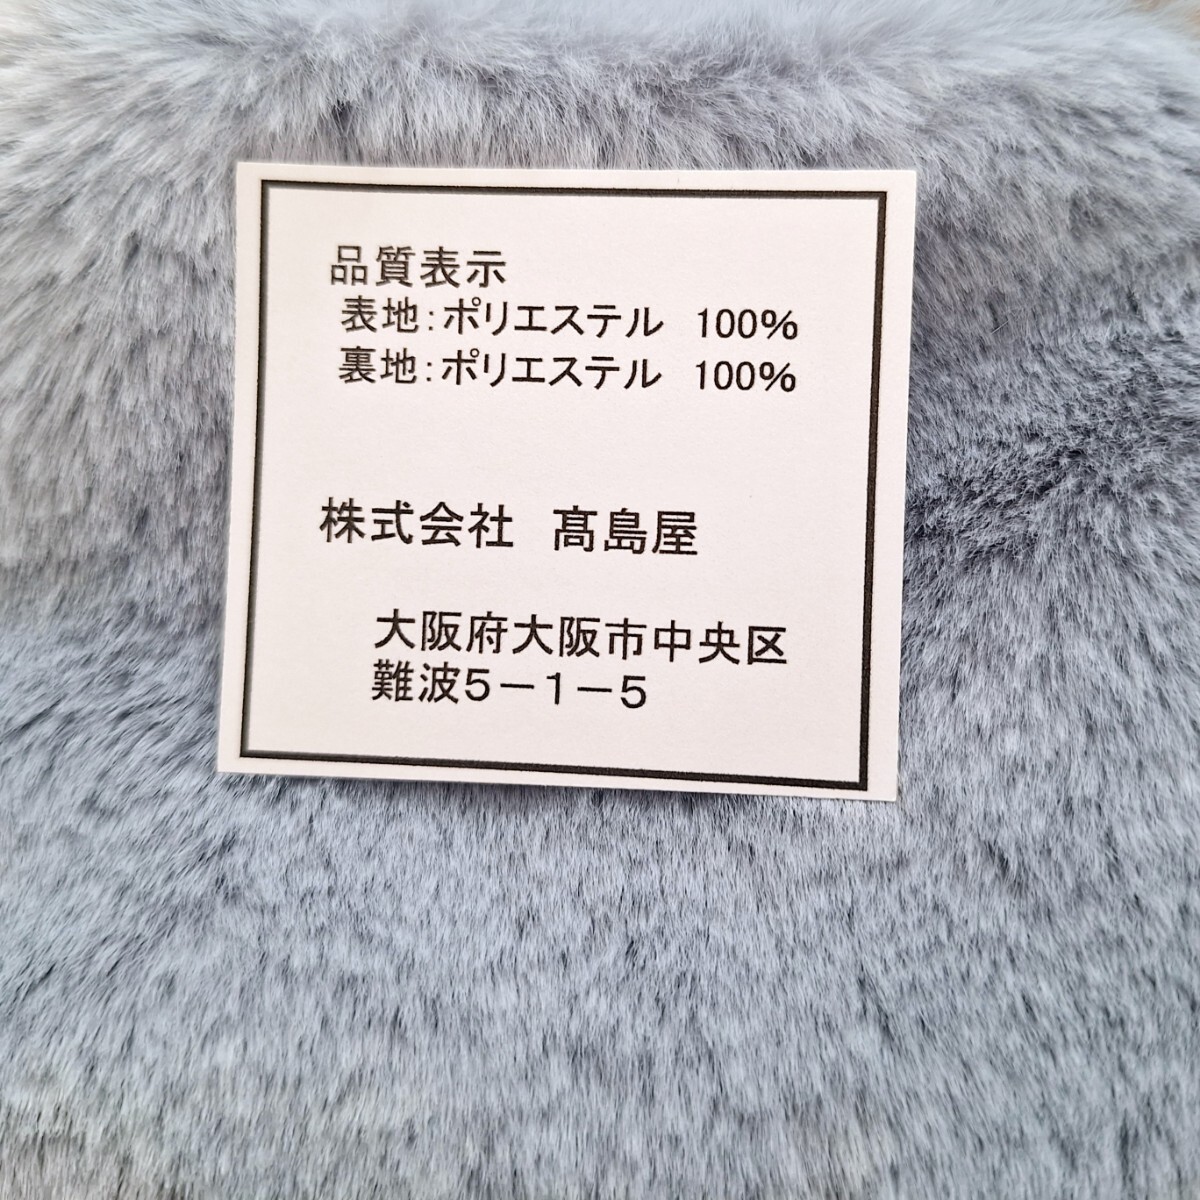 品質表示
表地:ポリエステル 100%
裏地:ポリエステル 100%
株式会社 髙島屋
大阪府大阪市中央区
難波5-1-5